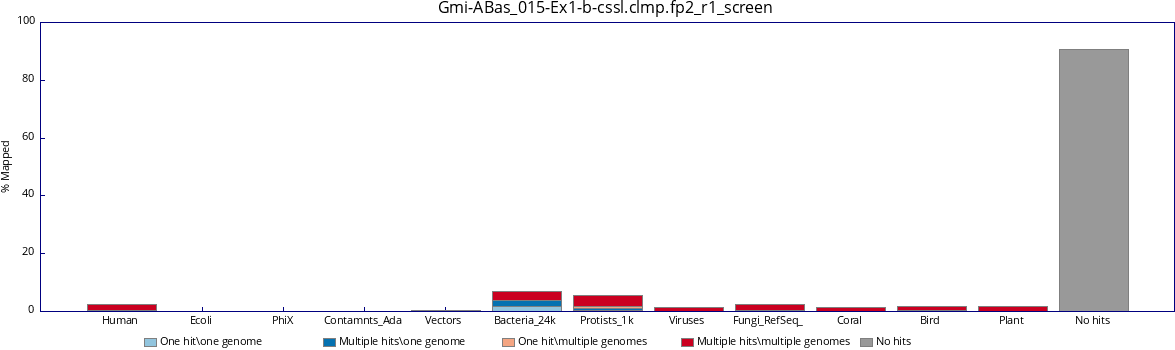 Gmi-ABas_015-Ex1-b-cssl.clmp.fp2_r1_screen
100
80
60
40
20
0
% Mapped
Human Ecoli PhiX Contamnts_Ada Vectors Bacteria_24k Protists_1k Viruses Fungi_RefSeq_ Coral Bird Plant No hits
One hit\one genome Multiple hits\one genome One hit\multiple genomes Multiple hits\multiple genomes No hits